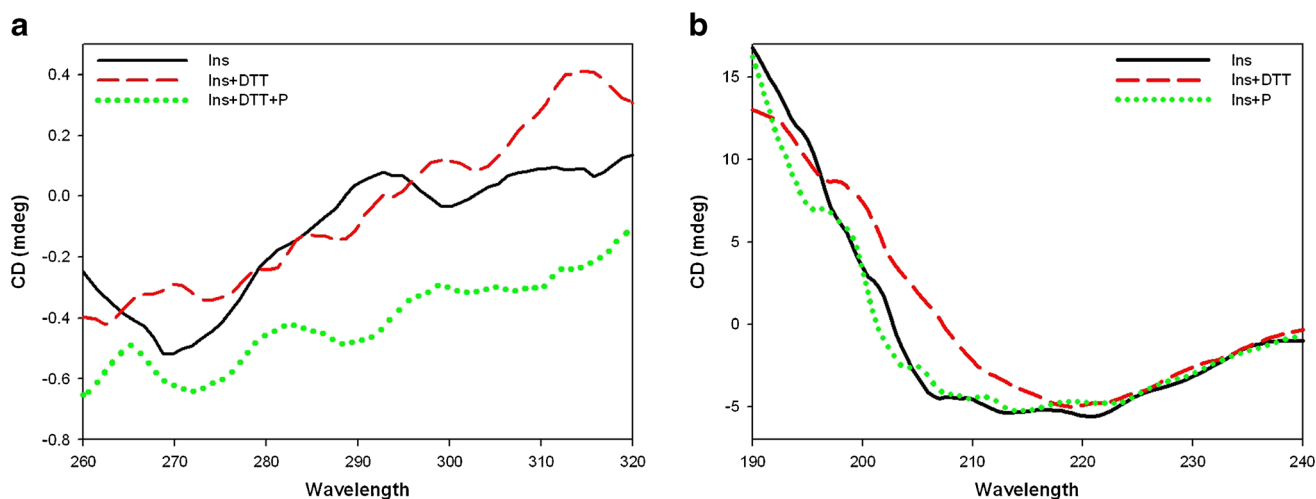 a
Ins
Ins+DTT
Ins+DTT+P
0.4
0.2
0.0
-0.2
-0.4
-0.6
-0.8
CD (mdeg)
260 270 280 290 300 310 320
Wavelength
b
Ins
Ins+DTT
Ins+P
15
10
5
0
-5
CD (mdeg)
190 200 210 220 230 240
Wavelength